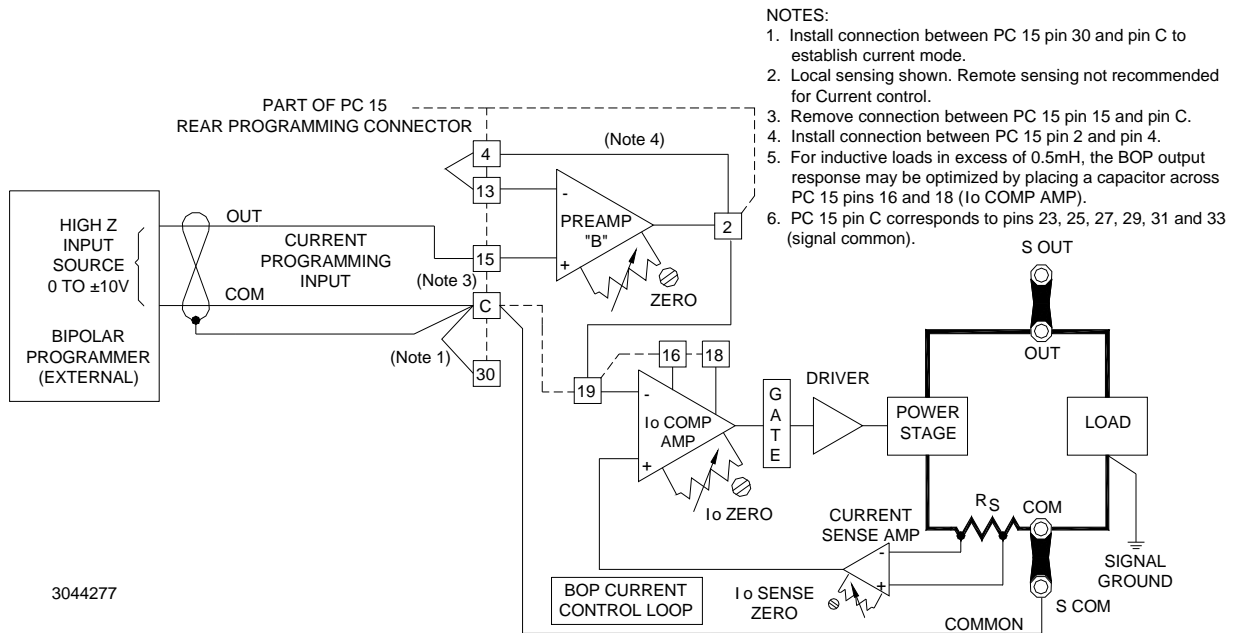 NOTES:
1. Install connection between PC 15 pin 30 and pin C to
establish current mode.
2. Local sensing shown. Remote sensing not recommended
for Current control.
3. Remove connection between PC 15 pin 15 and pin C.
4. Install connection between PC 15 pin 2 and pin 4.
5. For inductive loads in excess of 0.5mH, the BOP output
response may be optimized by placing a capacitor across
PC 15 pins 16 and 18 (Io COMP AMP).
6. PC 15 pin C corresponds to pins 23, 25, 27, 29, 31 and 33
(signal common).
PART OF PC 15
REAR PROGRAMMING CONNECTOR
4
(Note 4)
13
-
PREAMP
"B"
+
2
ZERO
HIGH Z
INPUT
SOURCE
0 TO ±10V
BIPOLAR
PROGRAMMER
(EXTERNAL)
OUT
CURRENT
PROGRAMMING
INPUT
COM
15
(Note 3)
C
(Note 1)
30
19
16
18
-
Io COMP
AMP
+
Io ZERO
G
A
T
E
DRIVER
POWER
STAGE
LOAD
S OUT
OUT
RS
COM
CURRENT
SENSE AMP
-
+
Io SENSE
ZERO
SIGNAL
GROUND
S COM
COMMON
BOP CURRENT
CONTROL LOOP
3044277